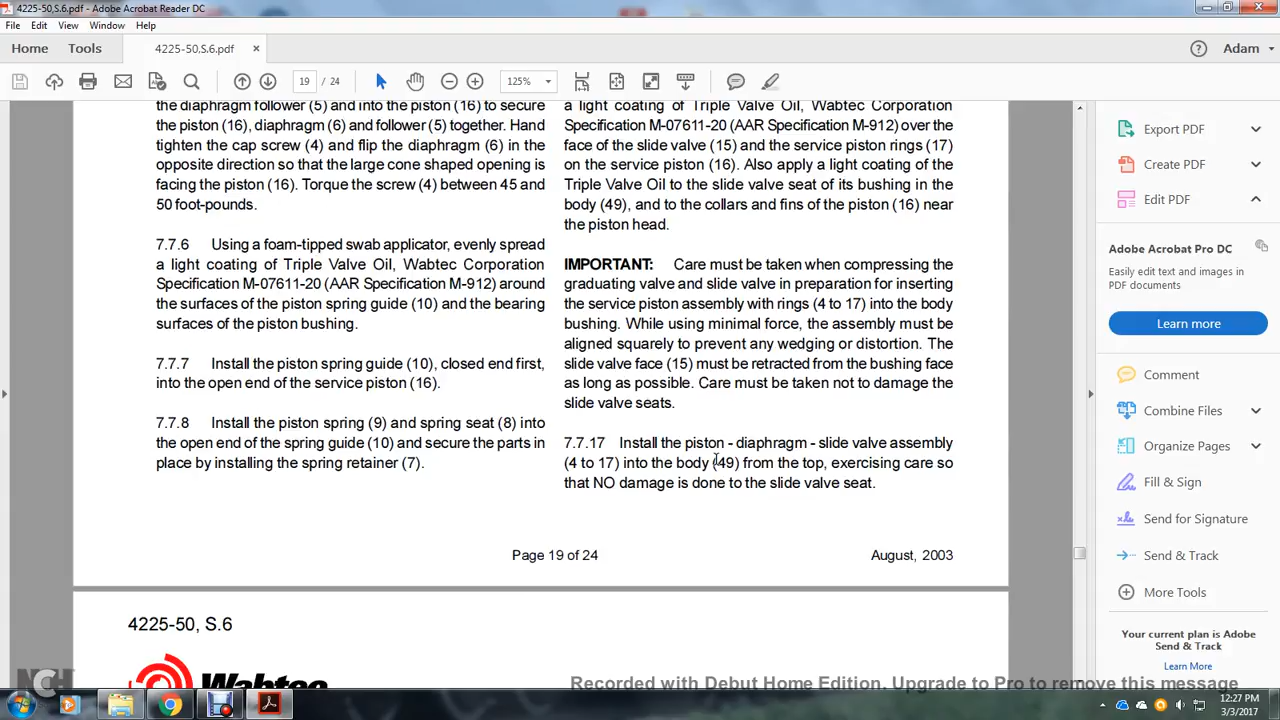 4225-50,S.6.pdf - Adobe Acrobat Reader DC
File Edit View Window Help
Home Tools 4225-50,S.6.pdf × Adam
19 / 24 125%
the diaphragm follower (5) and into the piston (16) to secure
the piston (16), diaphragm (6) and follower (5) together. Hand
tighten the cap screw (4) and flip the diaphragm (6) in the
opposite direction so that the large cone shaped opening is
facing the piston (16). Torque the screw (4) between 45 and
50 foot-pounds.
7.7.6 Using a foam-tipped swab applicator, evenly spread
a light coating of Triple Valve Oil, Wabtec Corporation
Specification M-07611-20 (AAR Specification M-912) around
the surfaces of the piston spring guide (10) and the bearing
surfaces of the piston bushing.
7.7.7 Install the piston spring guide (10), closed end first,
into the open end of the service piston (16).
7.7.8 Install the piston spring (9) and spring seat (8) into
the open end of the spring guide (10) and secure the parts in
place by installing the spring retainer (7).
a light coating of Triple Valve Oil, Wabtec Corporation
Specification M-07611-20 (AAR Specification M-912) over the
face of the slide valve (15) and the service piston rings (17)
on the service piston (16). Also apply a light coating of the
Triple Valve Oil to the slide valve seat of its bushing in the
body (49), and to the collars and fins of the piston (16) near
the piston head.
IMPORTANT: Care must be taken when compressing the
graduating valve and slide valve in preparation for inserting
the service piston assembly with rings (4 to 17) into the body
bushing. While using minimal force, the assembly must be
aligned squarely to prevent any wedging or distortion. The
slide valve face (15) must be retracted from the bushing face
as long as possible. Care must be taken not to damage the
slide valve seats.
7.7.17 Install the piston - diaphragm - slide valve assembly
(4 to 17) into the body (49) from the top, exercising care so
that NO damage is done to the slide valve seat.
Page 19 of 24
August, 2003
4225-50, S.6
Wabtec
Export PDF
Create PDF
Edit PDF
Adobe Acrobat Pro DC
Easily edit text and images in
PDF documents
Learn more
Comment
Combine Files
Organize Pages
Fill & Sign
Send for Signature
Send & Track
More Tools
Your current plan is Adobe
Send & Track
Learn More
NCH
Recorded with Debut Home Edition. Upgrade to Pro to remove this message
12:27 PM
3/3/2017